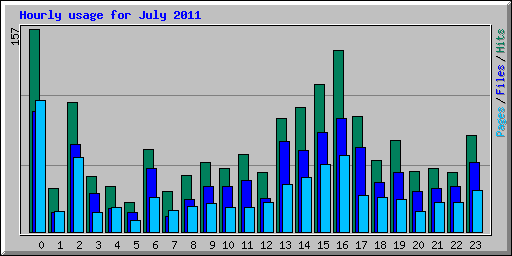 Hourly usage for July 2011
157
Pages / Files / Hits
0 1 2 3 4 5 6 7 8 9 10 11 12 13 14 15 16 17 18 19 20 21 22 23